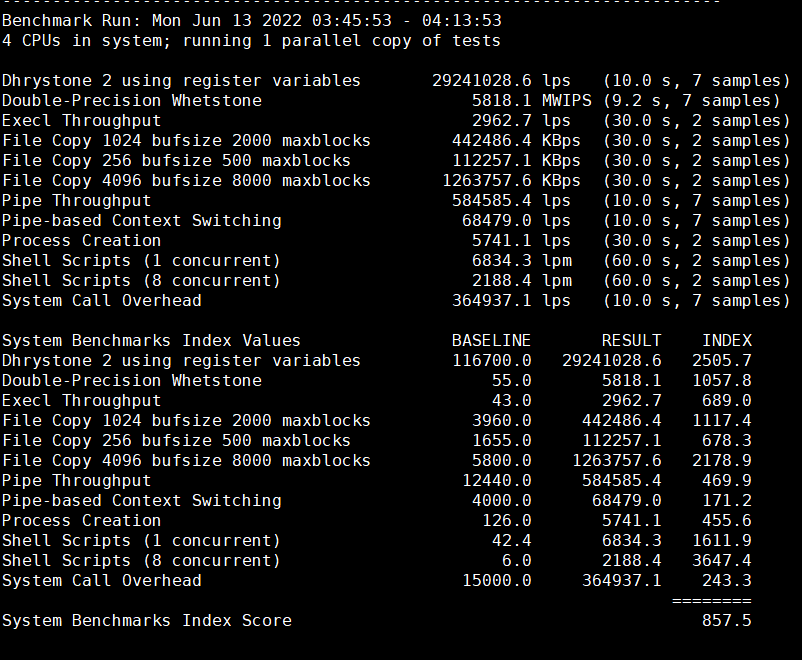 Benchmark Run: Mon Jun 13 2022 03:45:53 - 04:13:53
4 CPUs in system; running 1 parallel copy of tests

Dhrystone 2 using register variables       29241028.6 lps   (10.0 s, 7 samples)
Double-Precision Whetstone                     5818.1 MWIPS (9.2 s, 7 samples)
Execl Throughput                               2962.7 lps   (30.0 s, 2 samples)
File Copy 1024 bufsize 2000 maxblocks        442486.4 KBps  (30.0 s, 2 samples)
File Copy 256 bufsize 500 maxblocks          112257.1 KBps  (30.0 s, 2 samples)
File Copy 4096 bufsize 8000 maxblocks       1263757.6 KBps  (30.0 s, 2 samples)
Pipe Throughput                              584585.4 lps   (10.0 s, 7 samples)
Pipe-based Context Switching                  68479.0 lps   (10.0 s, 7 samples)
Process Creation                               5741.1 lps   (30.0 s, 2 samples)
Shell Scripts (1 concurrent)                   6834.3 lpm   (60.0 s, 2 samples)
Shell Scripts (8 concurrent)                   2188.4 lpm   (60.0 s, 2 samples)
System Call Overhead                         364937.1 lps   (10.0 s, 7 samples)

System Benchmarks Index Values               BASELINE       RESULT    INDEX
Dhrystone 2 using register variables         116700.0   29241028.6   2505.7
Double-Precision Whetstone                       55.0       5818.1   1057.8
Execl Throughput                                 43.0       2962.7    689.0
File Copy 1024 bufsize 2000 maxblocks          3960.0     442486.4   1117.4
File Copy 256 bufsize 500 maxblocks            1655.0     112257.1    678.3
File Copy 4096 bufsize 8000 maxblocks          5800.0    1263757.6   2178.9
Pipe Throughput                               12440.0     584585.4    469.9
Pipe-based Context Switching                   4000.0      68479.0    171.2
Process Creation                                126.0       5741.1    455.6
Shell Scripts (1 concurrent)                     42.4       6834.3   1611.9
Shell Scripts (8 concurrent)                      6.0       2188.4   3647.4
System Call Overhead                          15000.0     364937.1    243.3
                                                                   ========
System Benchmarks Index Score                                         857.5